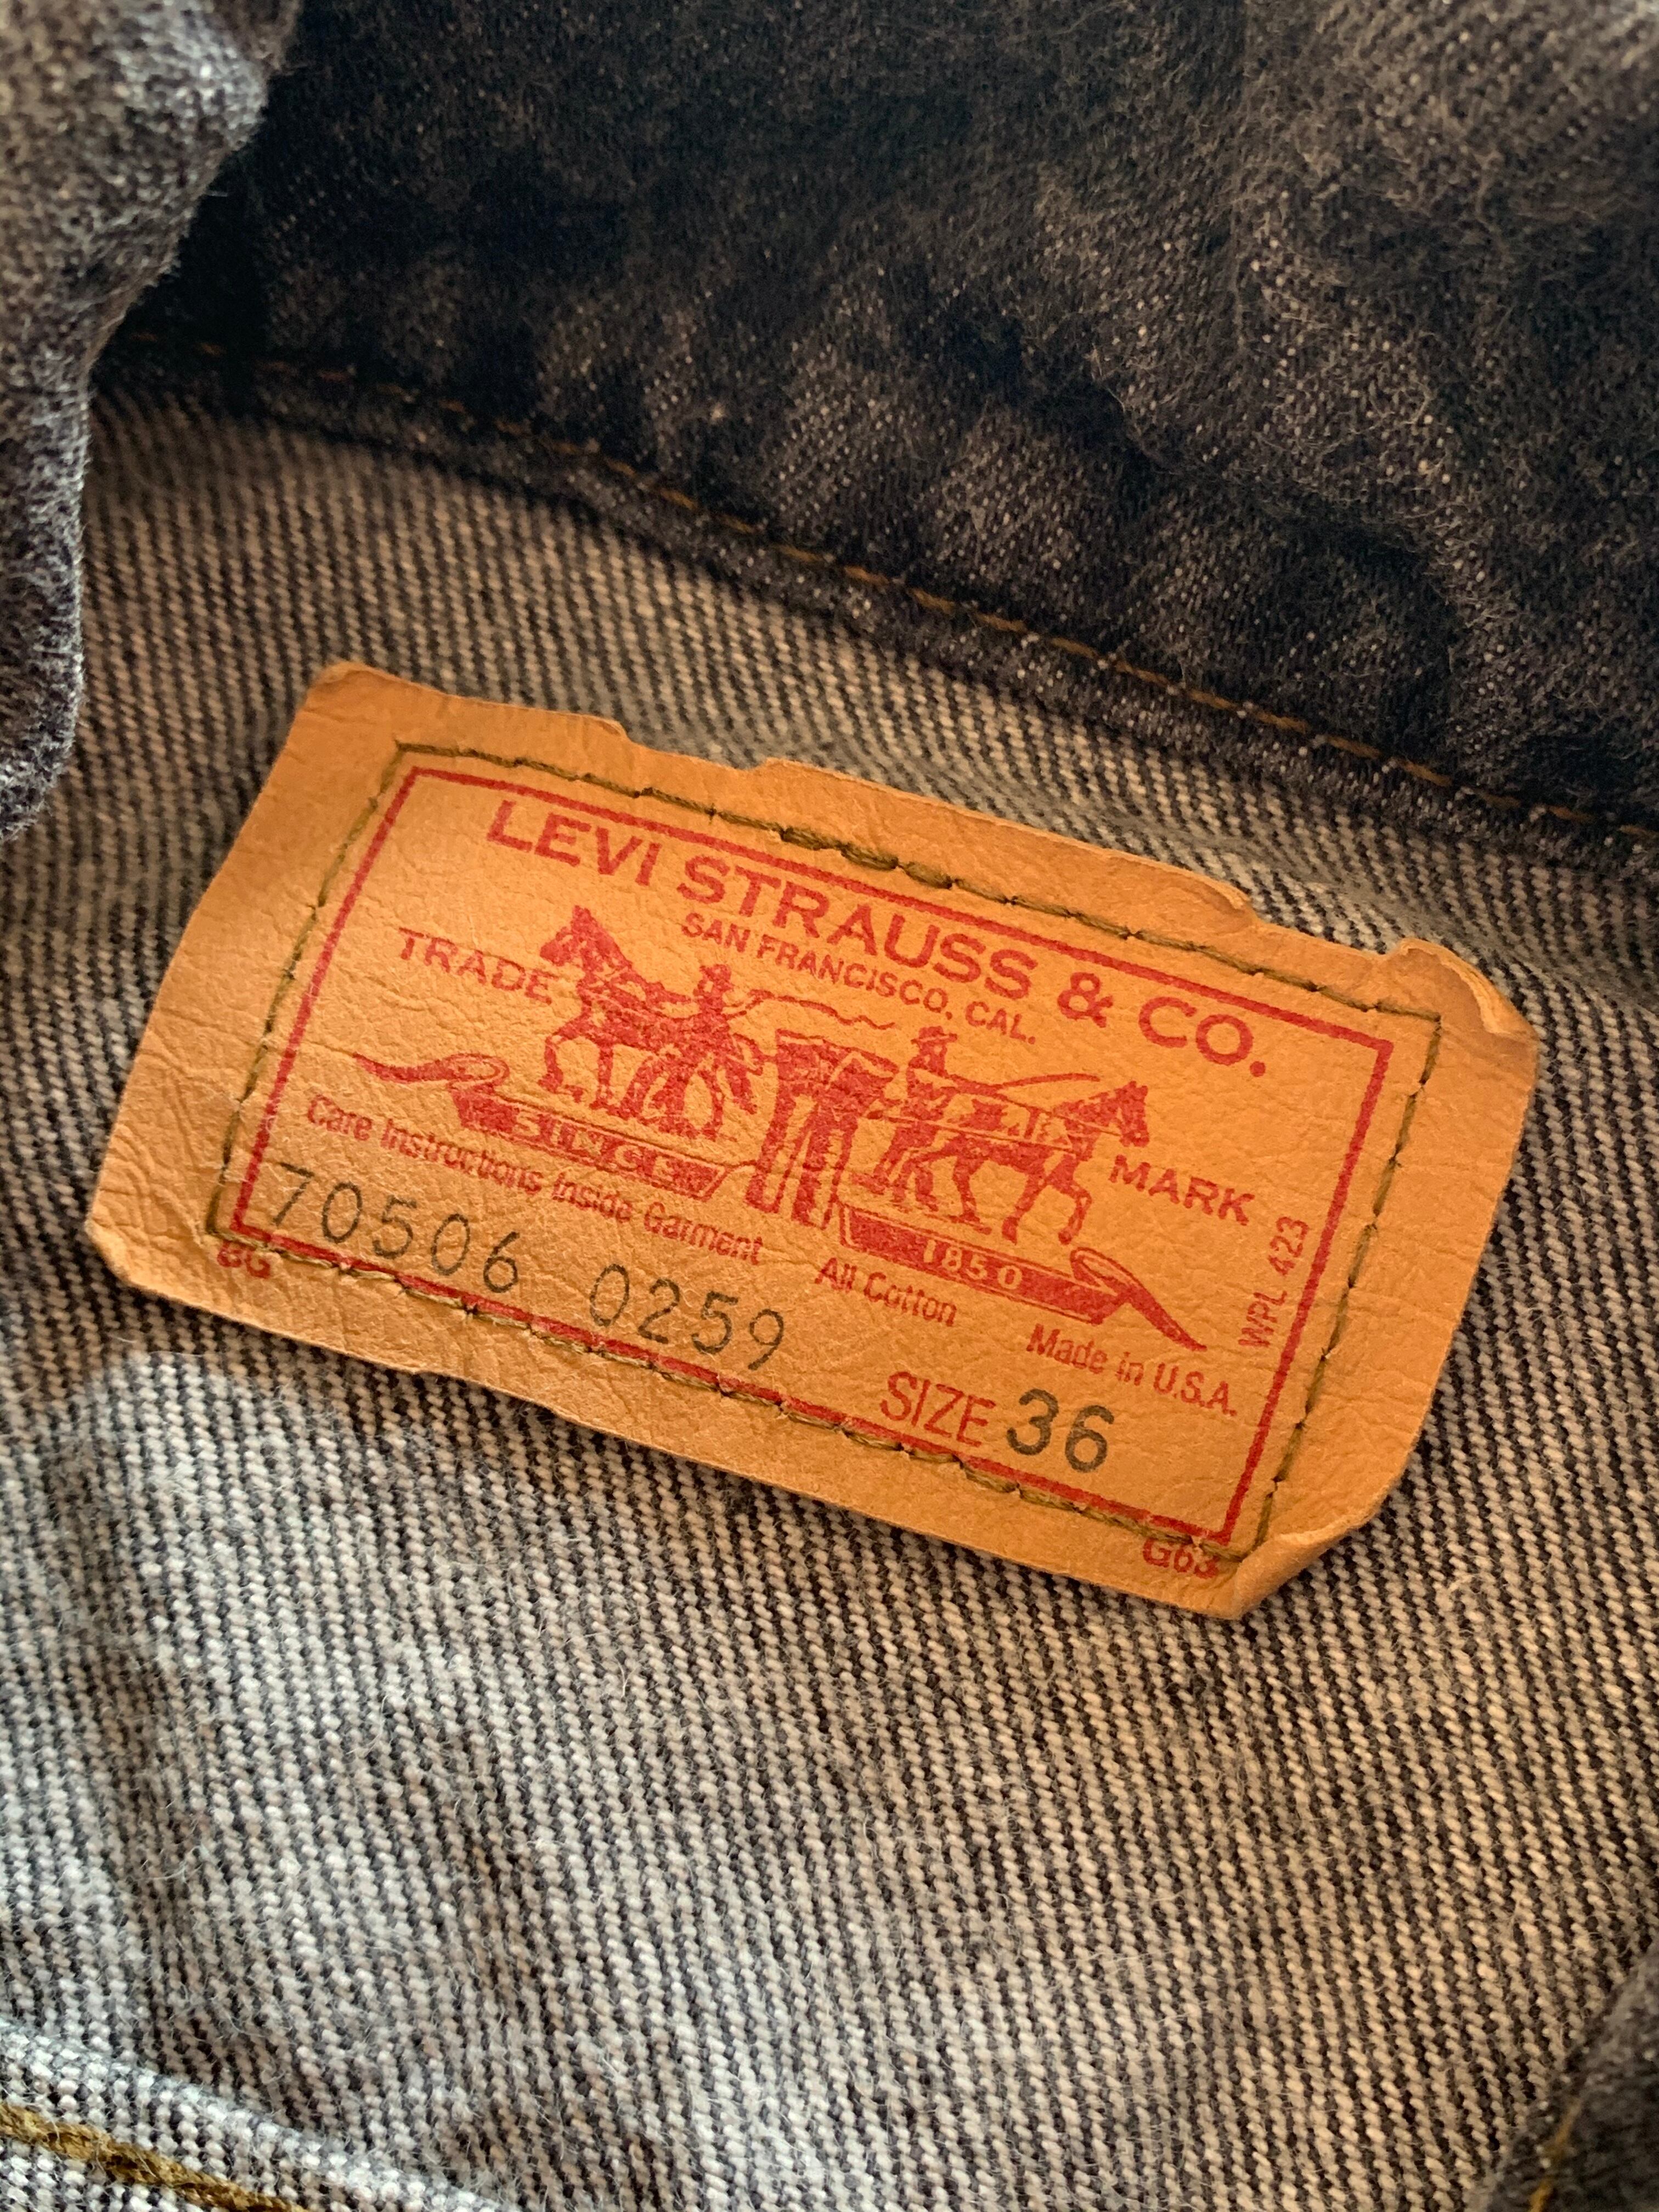 LEVI STRAUSS & CO.
SAN FRANCISCO, CAL.
TRADE MARK
SINCE 1850
Care Instructions Inside Garment
All Cotton
Made in U.S.A.
WPL 423
70506 0259
SIZE 36
G63